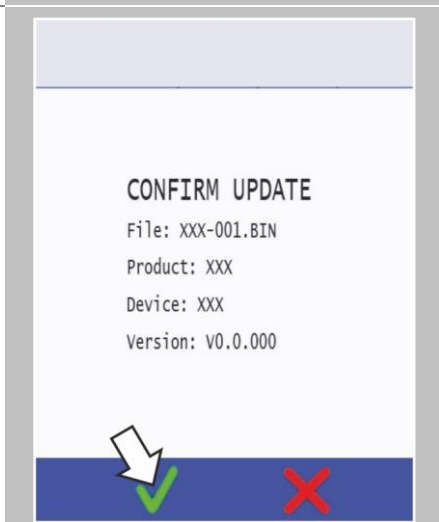 CONFIRM UPDATE
File: XXX-001.BIN
Product: XXX
Device: XXX
Version: V0.0.000